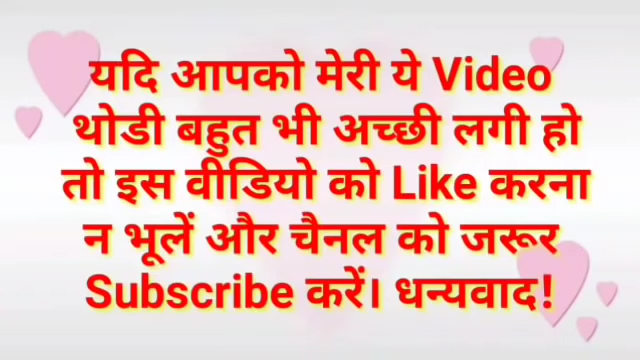 यदि आपको मेरी ये Video
थोडी बहुत भी अच्छी लगी हो
तो इस वीडियो को Like करना
न भूलें और चैनल को जरूर
Subscribe करें। धन्यवाद!